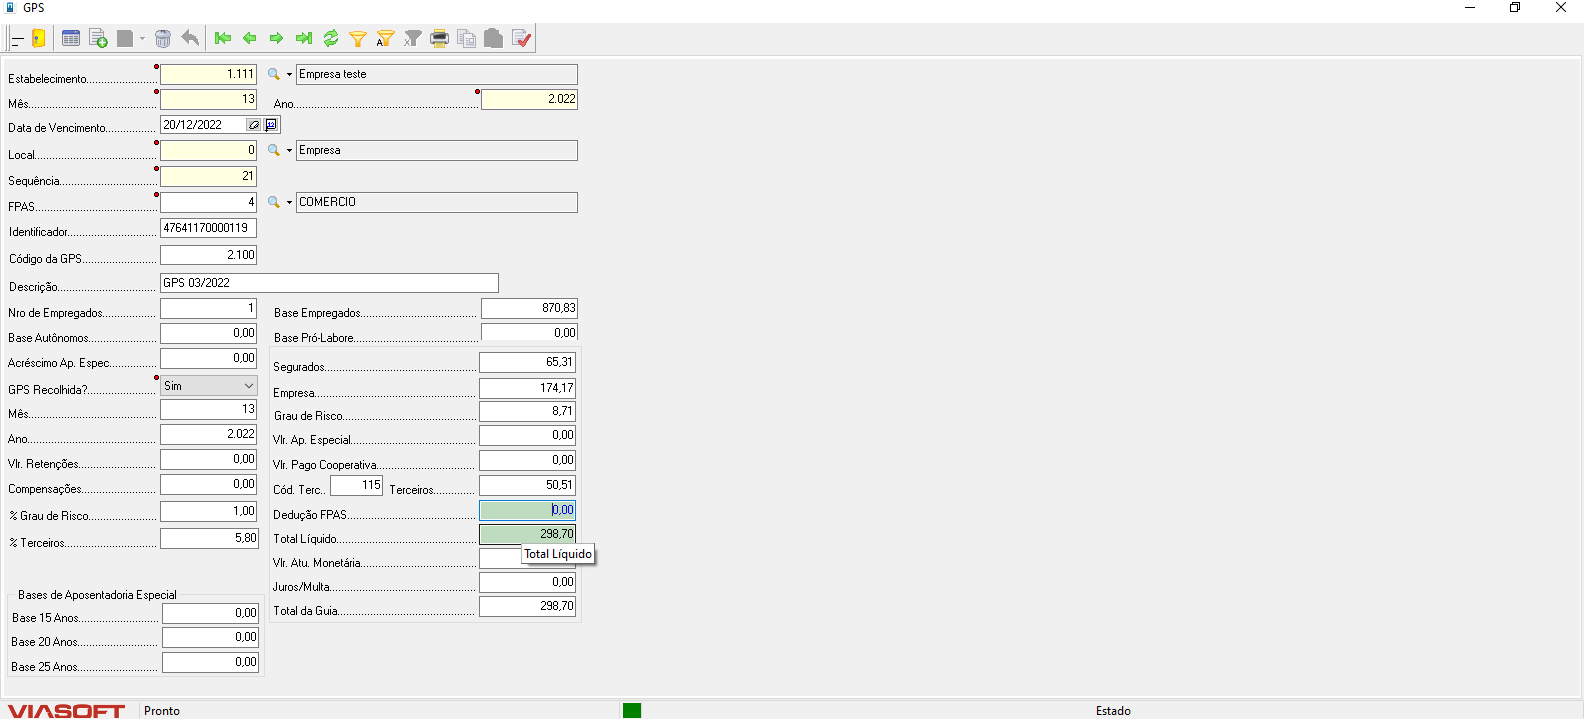 GPS
Estabelecimento 1.111 Empresa teste
Mês 13 Ano 2.022
Data de Vencimento 20/12/2022
Local 0 Empresa
Sequência 21
FPAS 4 COMERCIO
Identificador 47641170000119
Código da GPS 2.100
Descrição GPS 03/2022
Nro de Empregados 1 Base Empregados 870,83
Base Autônomos 0,00 Base Pró-Labore 0,00
Acréscimo Ap. Espec 0,00 Segurados 65,31
GPS Recolhida? Sim Empresa 174,17
Mês 13 Grau de Risco 8,71
Ano 2.022 Vlr. Ap. Especial 0,00
Vlr. Retenções 0,00 Vlr. Pago Cooperativa 0,00
Compensações 0,00 Cód. Terc.. 115 Terceiros 50,51
% Grau de Risco 1,00 Dedução FPAS 0,00
% Terceiros 5,80 Total Líquido 298,70
Total Líquido
Vlr. Atu. Monetária
Juros/Multa 0,00
Bases de Aposentadoria Especial
Total da Guia 298,70
Base 15 Anos 0,00
Base 20 Anos 0,00
Base 25 Anos 0,00
VIASOFT Pronto Estado